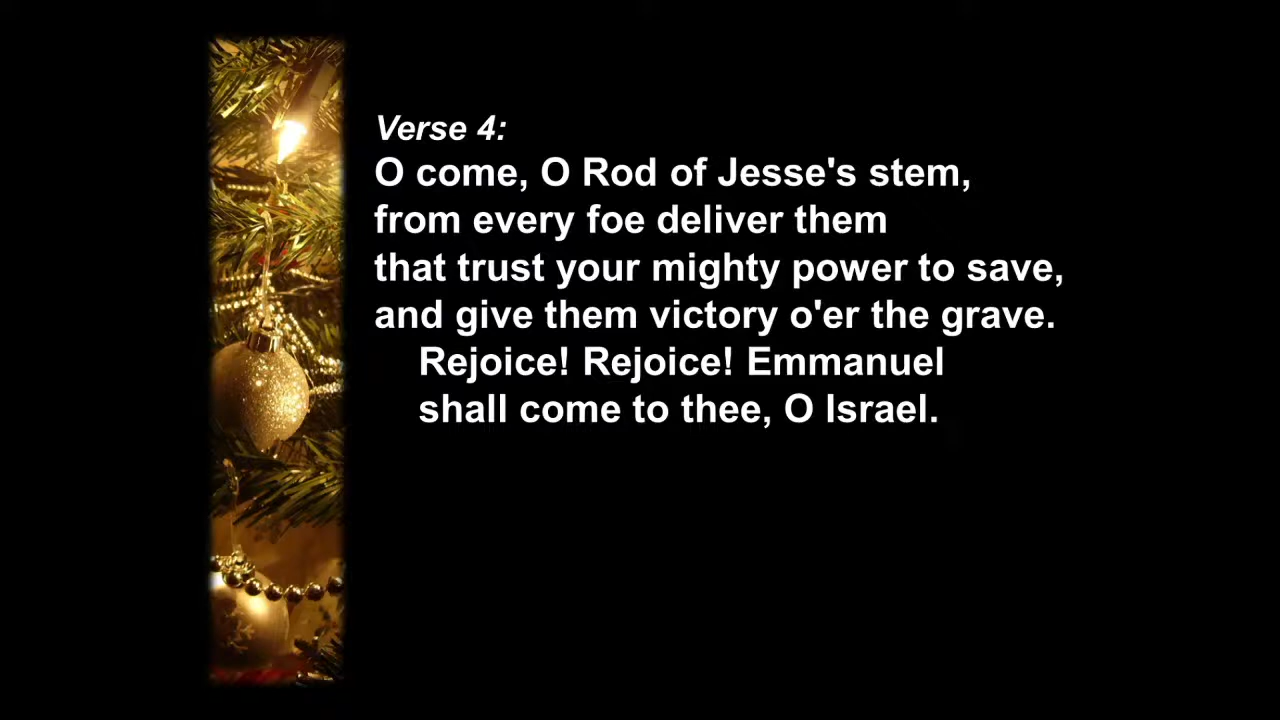 Verse 4:
O come, O Rod of Jesse's stem,
from every foe deliver them
that trust your mighty power to save,
and give them victory o'er the grave.
Rejoice! Rejoice! Emmanuel
shall come to thee, O Israel.